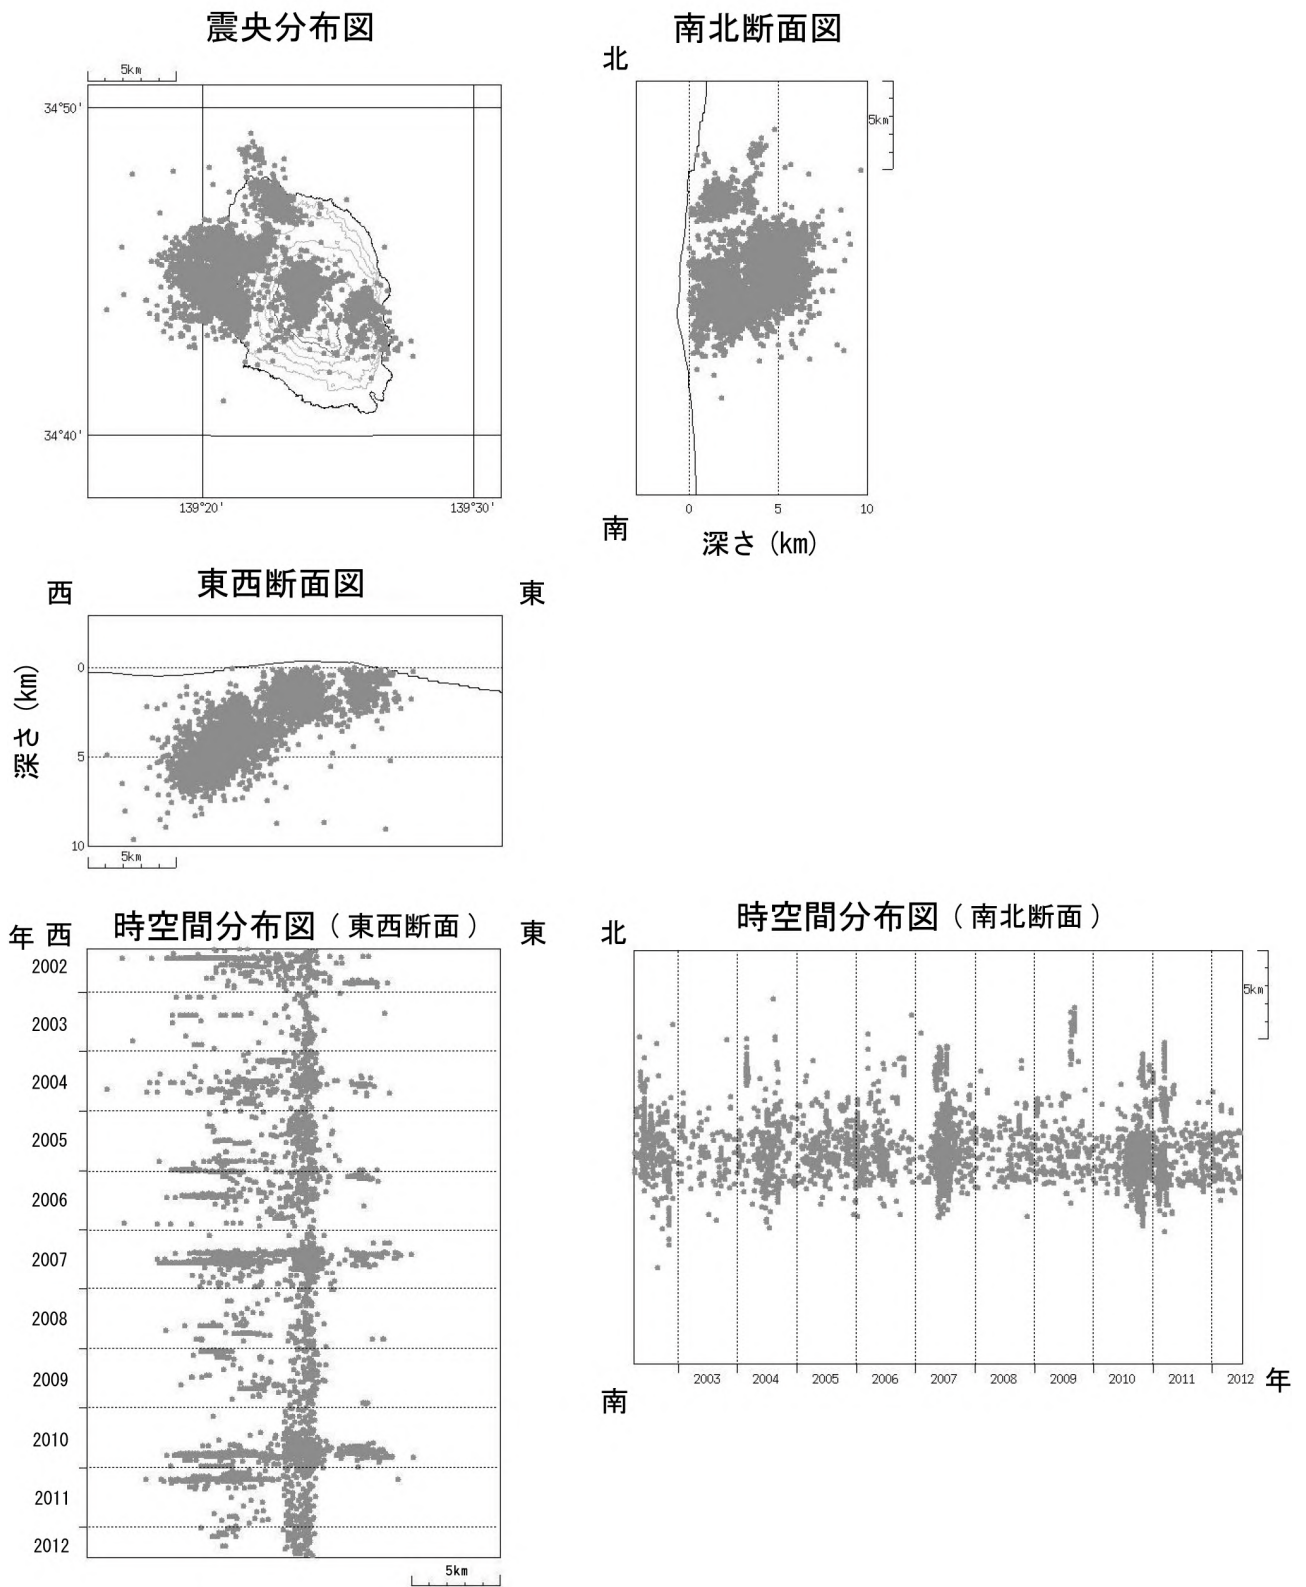 震央分布図
5km
34°50'
34°40'
139°20'
139°30'
南北断面図
北
5km
0
5
10
南
深さ (km)
東西断面図
西
東
深さ (km)
0
5
10
5km
時空間分布図(東西断面)
年
西
東
2002
2003
2004
2005
2006
2007
2008
2009
2010
2011
2012
5km
時空間分布図(南北断面)
北
5km
2003
2004
2005
2006
2007
2008
2009
2010
2011
2012
年
南